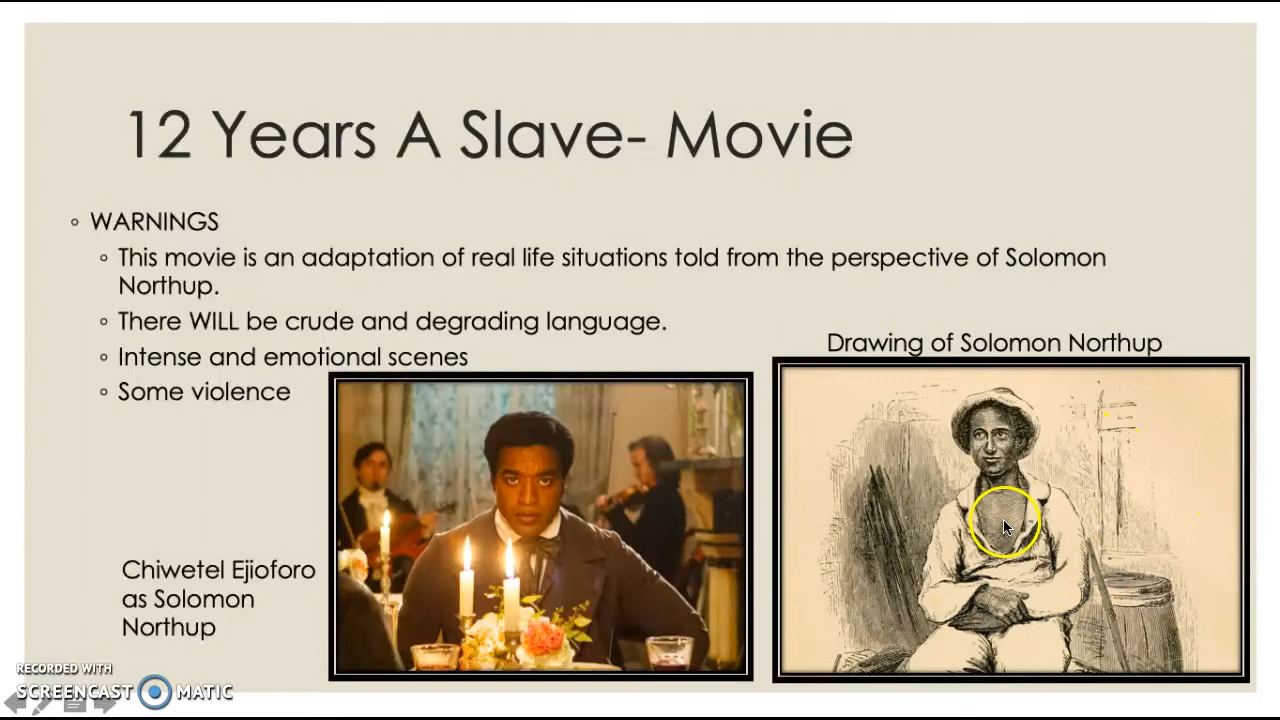 12 Years A Slave- Movie
◦ WARNINGS
◦ This movie is an adaptation of real life situations told from the perspective of Solomon
Northup.
◦ There WILL be crude and degrading language.
◦ Intense and emotional scenes
◦ Some violence
Drawing of Solomon Northup
Chiwetel Ejioforo
as Solomon
Northup
RECORDED WITH
SCREENCAST MATIC